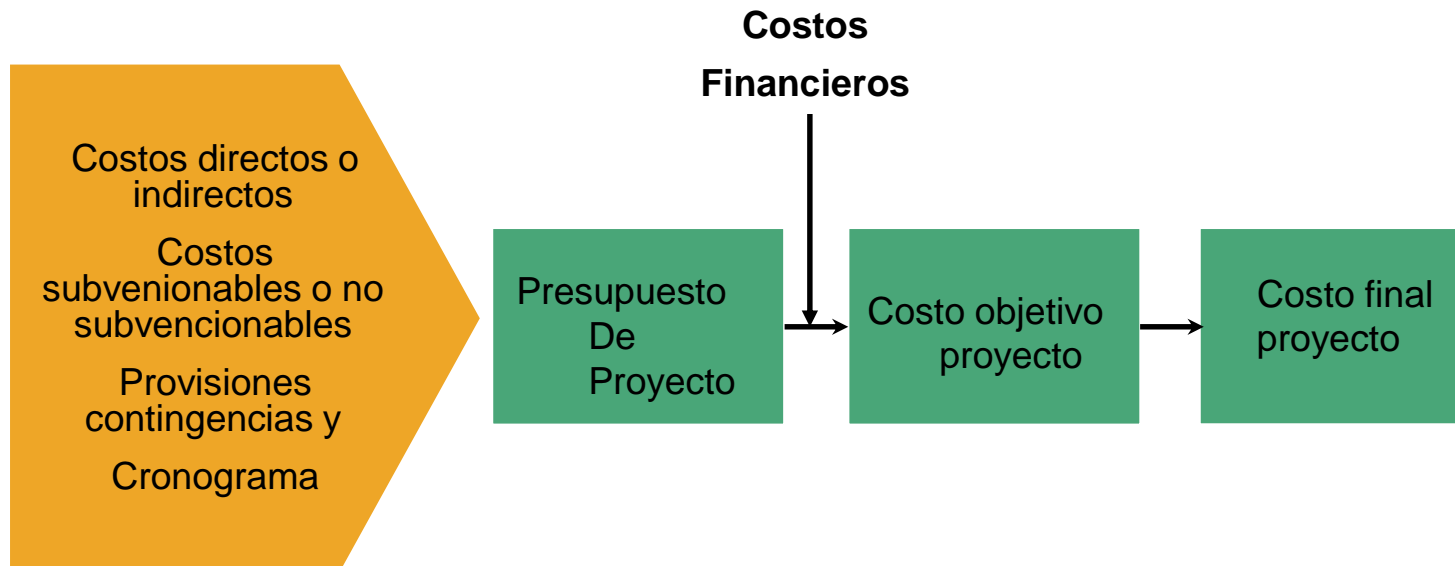 Costos
Financieros
Costos directos o
indirectos
Costos
subvenionables o no
subvencionables
Provisiones
contingencias y
Cronograma
Presupuesto
De
Proyecto
Costo objetivo
proyecto
Costo final
proyecto